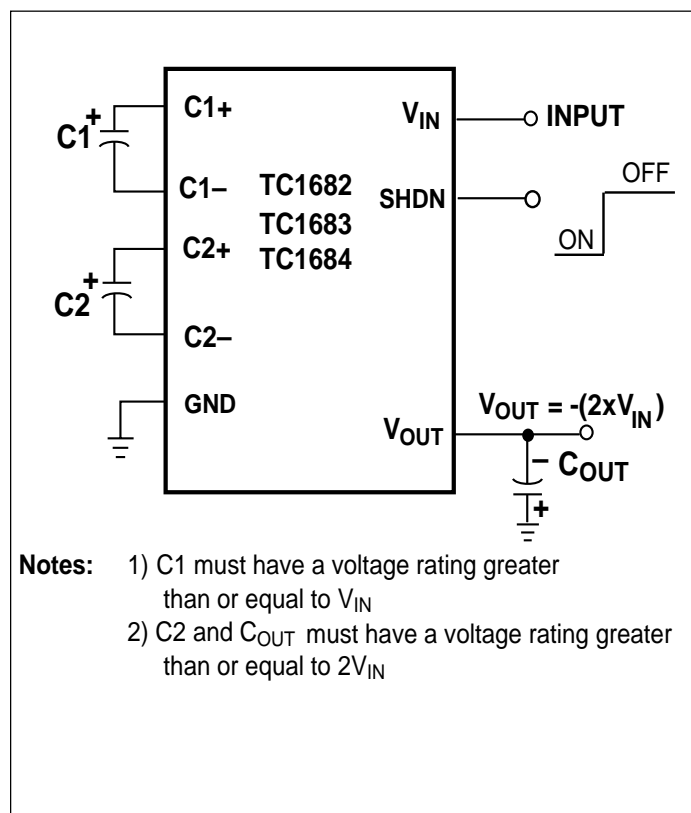 C1+
VIN
INPUT
+
C1
C1–
TC1682
SHDN
OFF
TC1683
ON
C2+
TC1684
+
C2
C2–
GND
VOUT = -(2xVIN)
VOUT
– COUT
+
Notes: 1) C1 must have a voltage rating greater
than or equal to VIN
2) C2 and COUT must have a voltage rating greater
than or equal to 2VIN